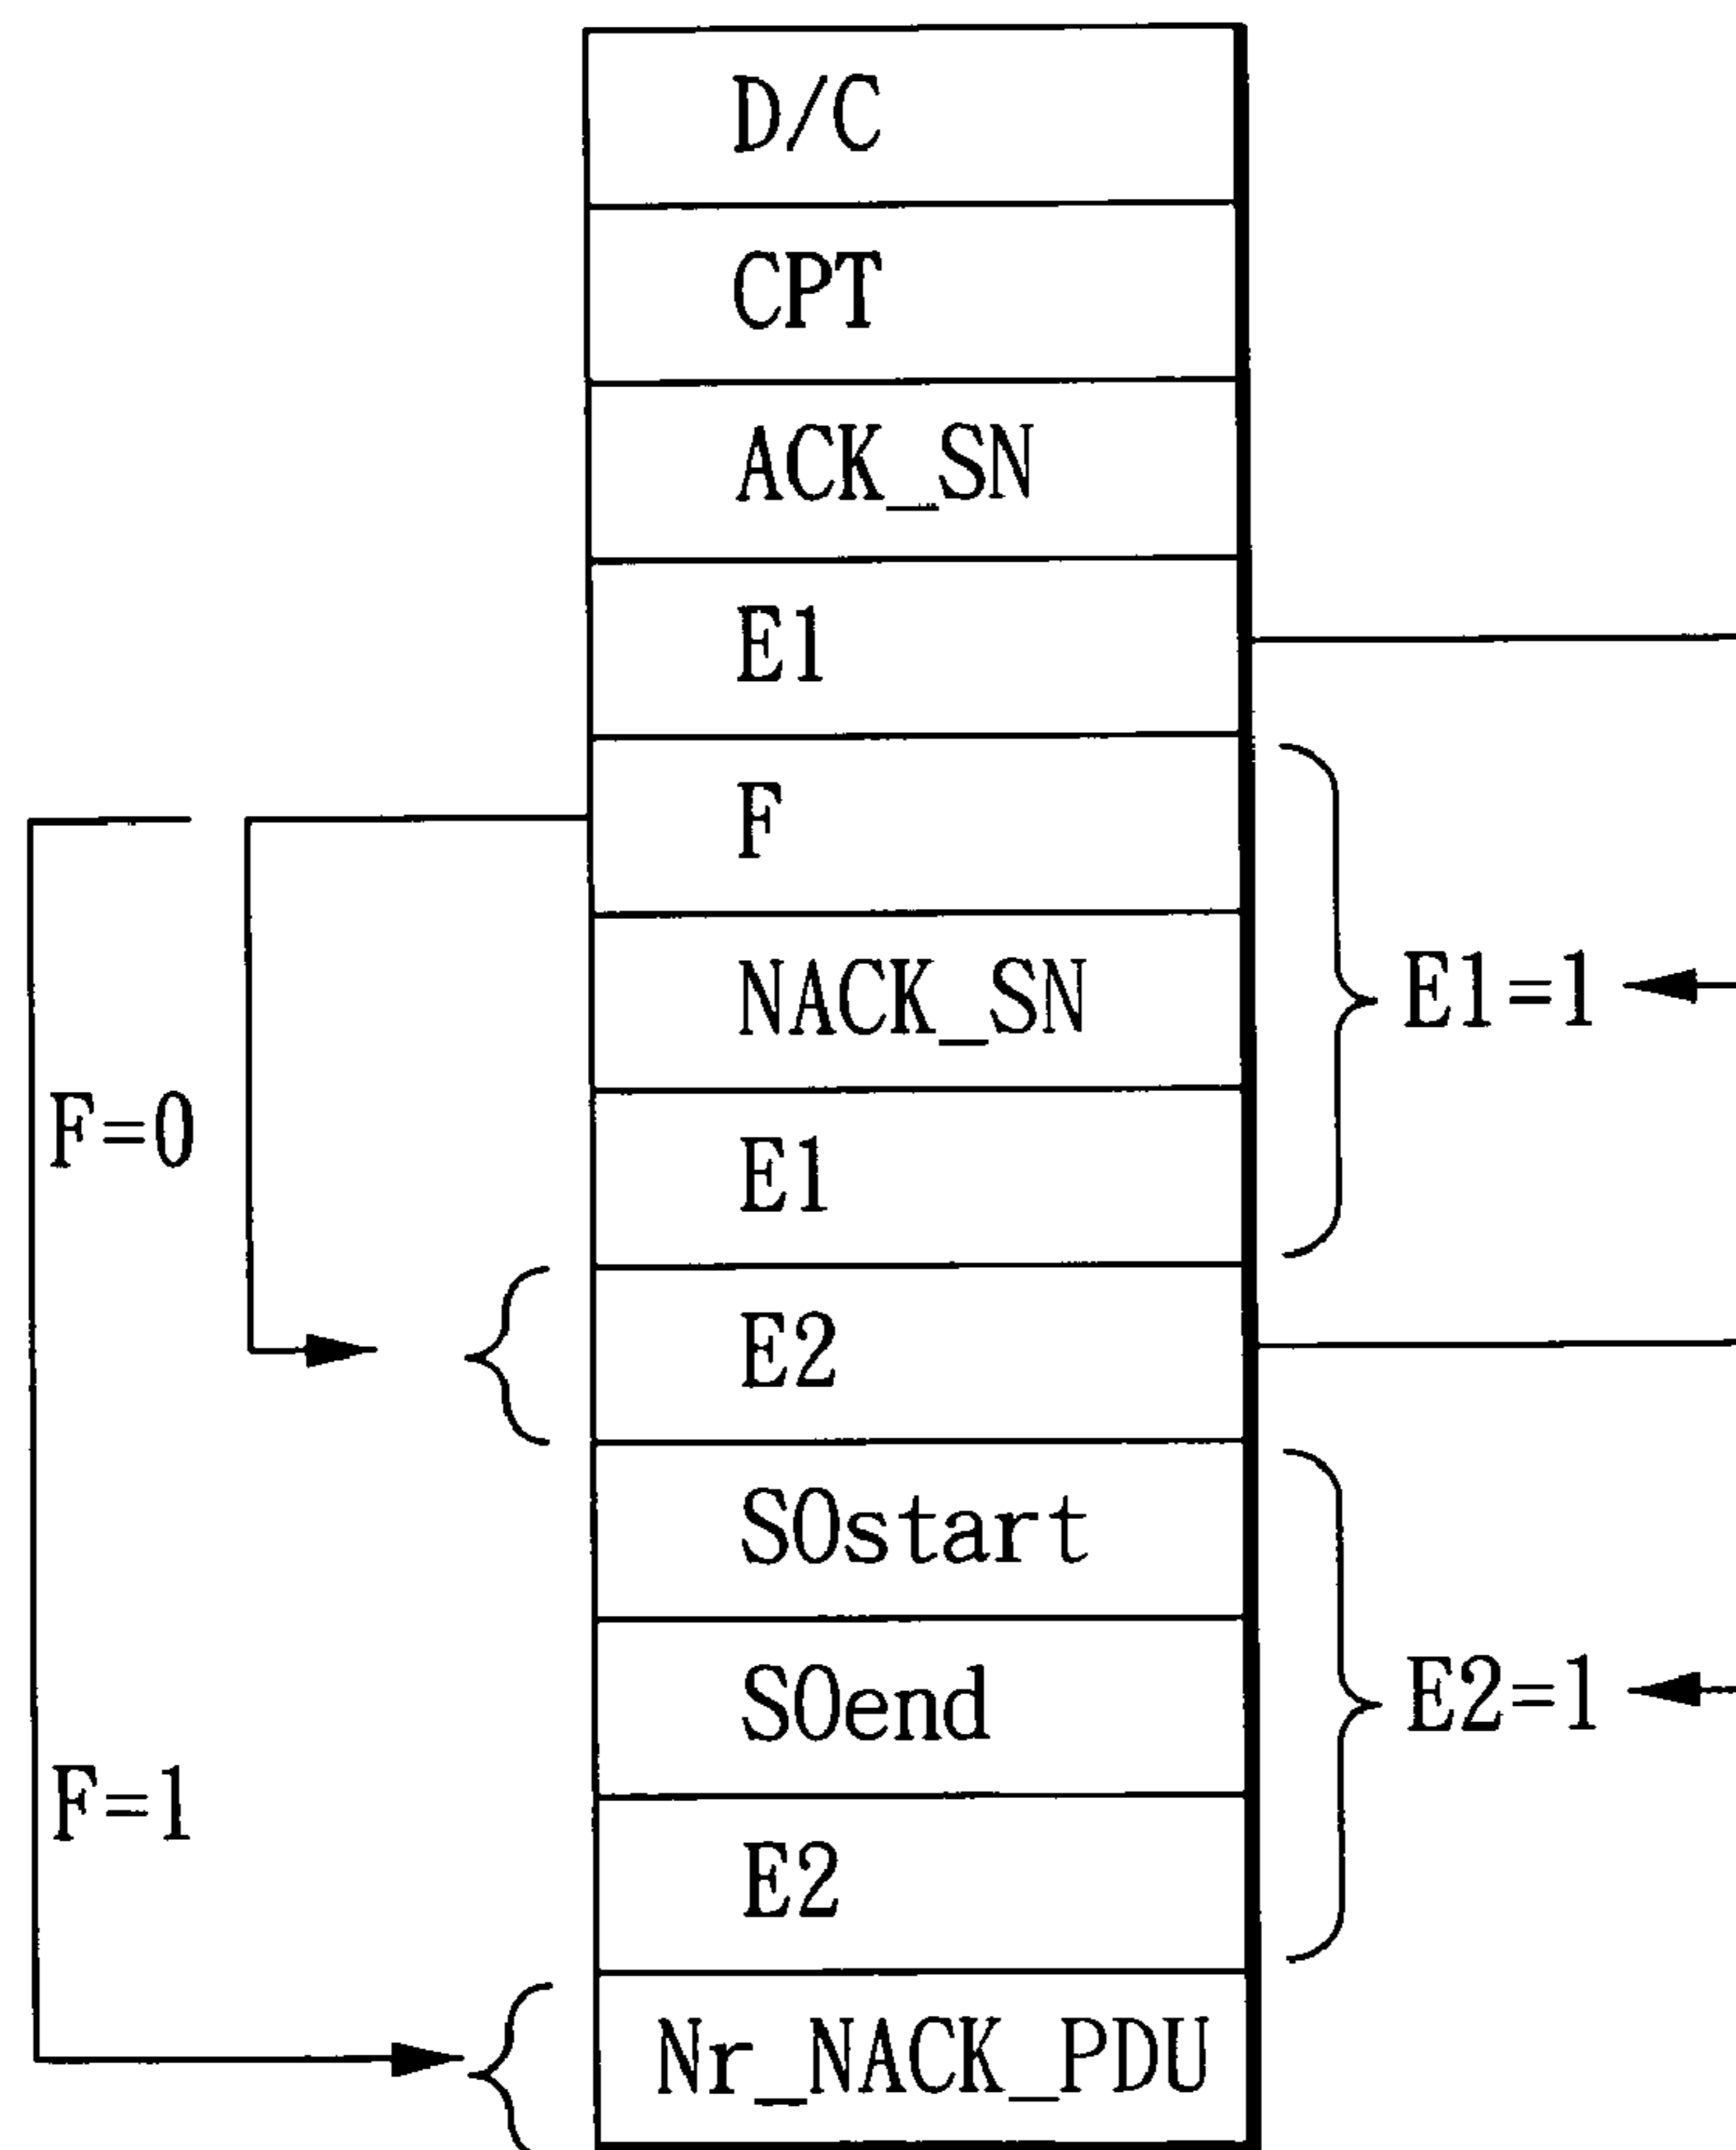 D/C
CPT
ACK_SN
E1
F
NACK_SN
E1=1
F=0
E1
E2
SOstart
SOend
E2=1
F=1
E2
Nr_NACK_PDU